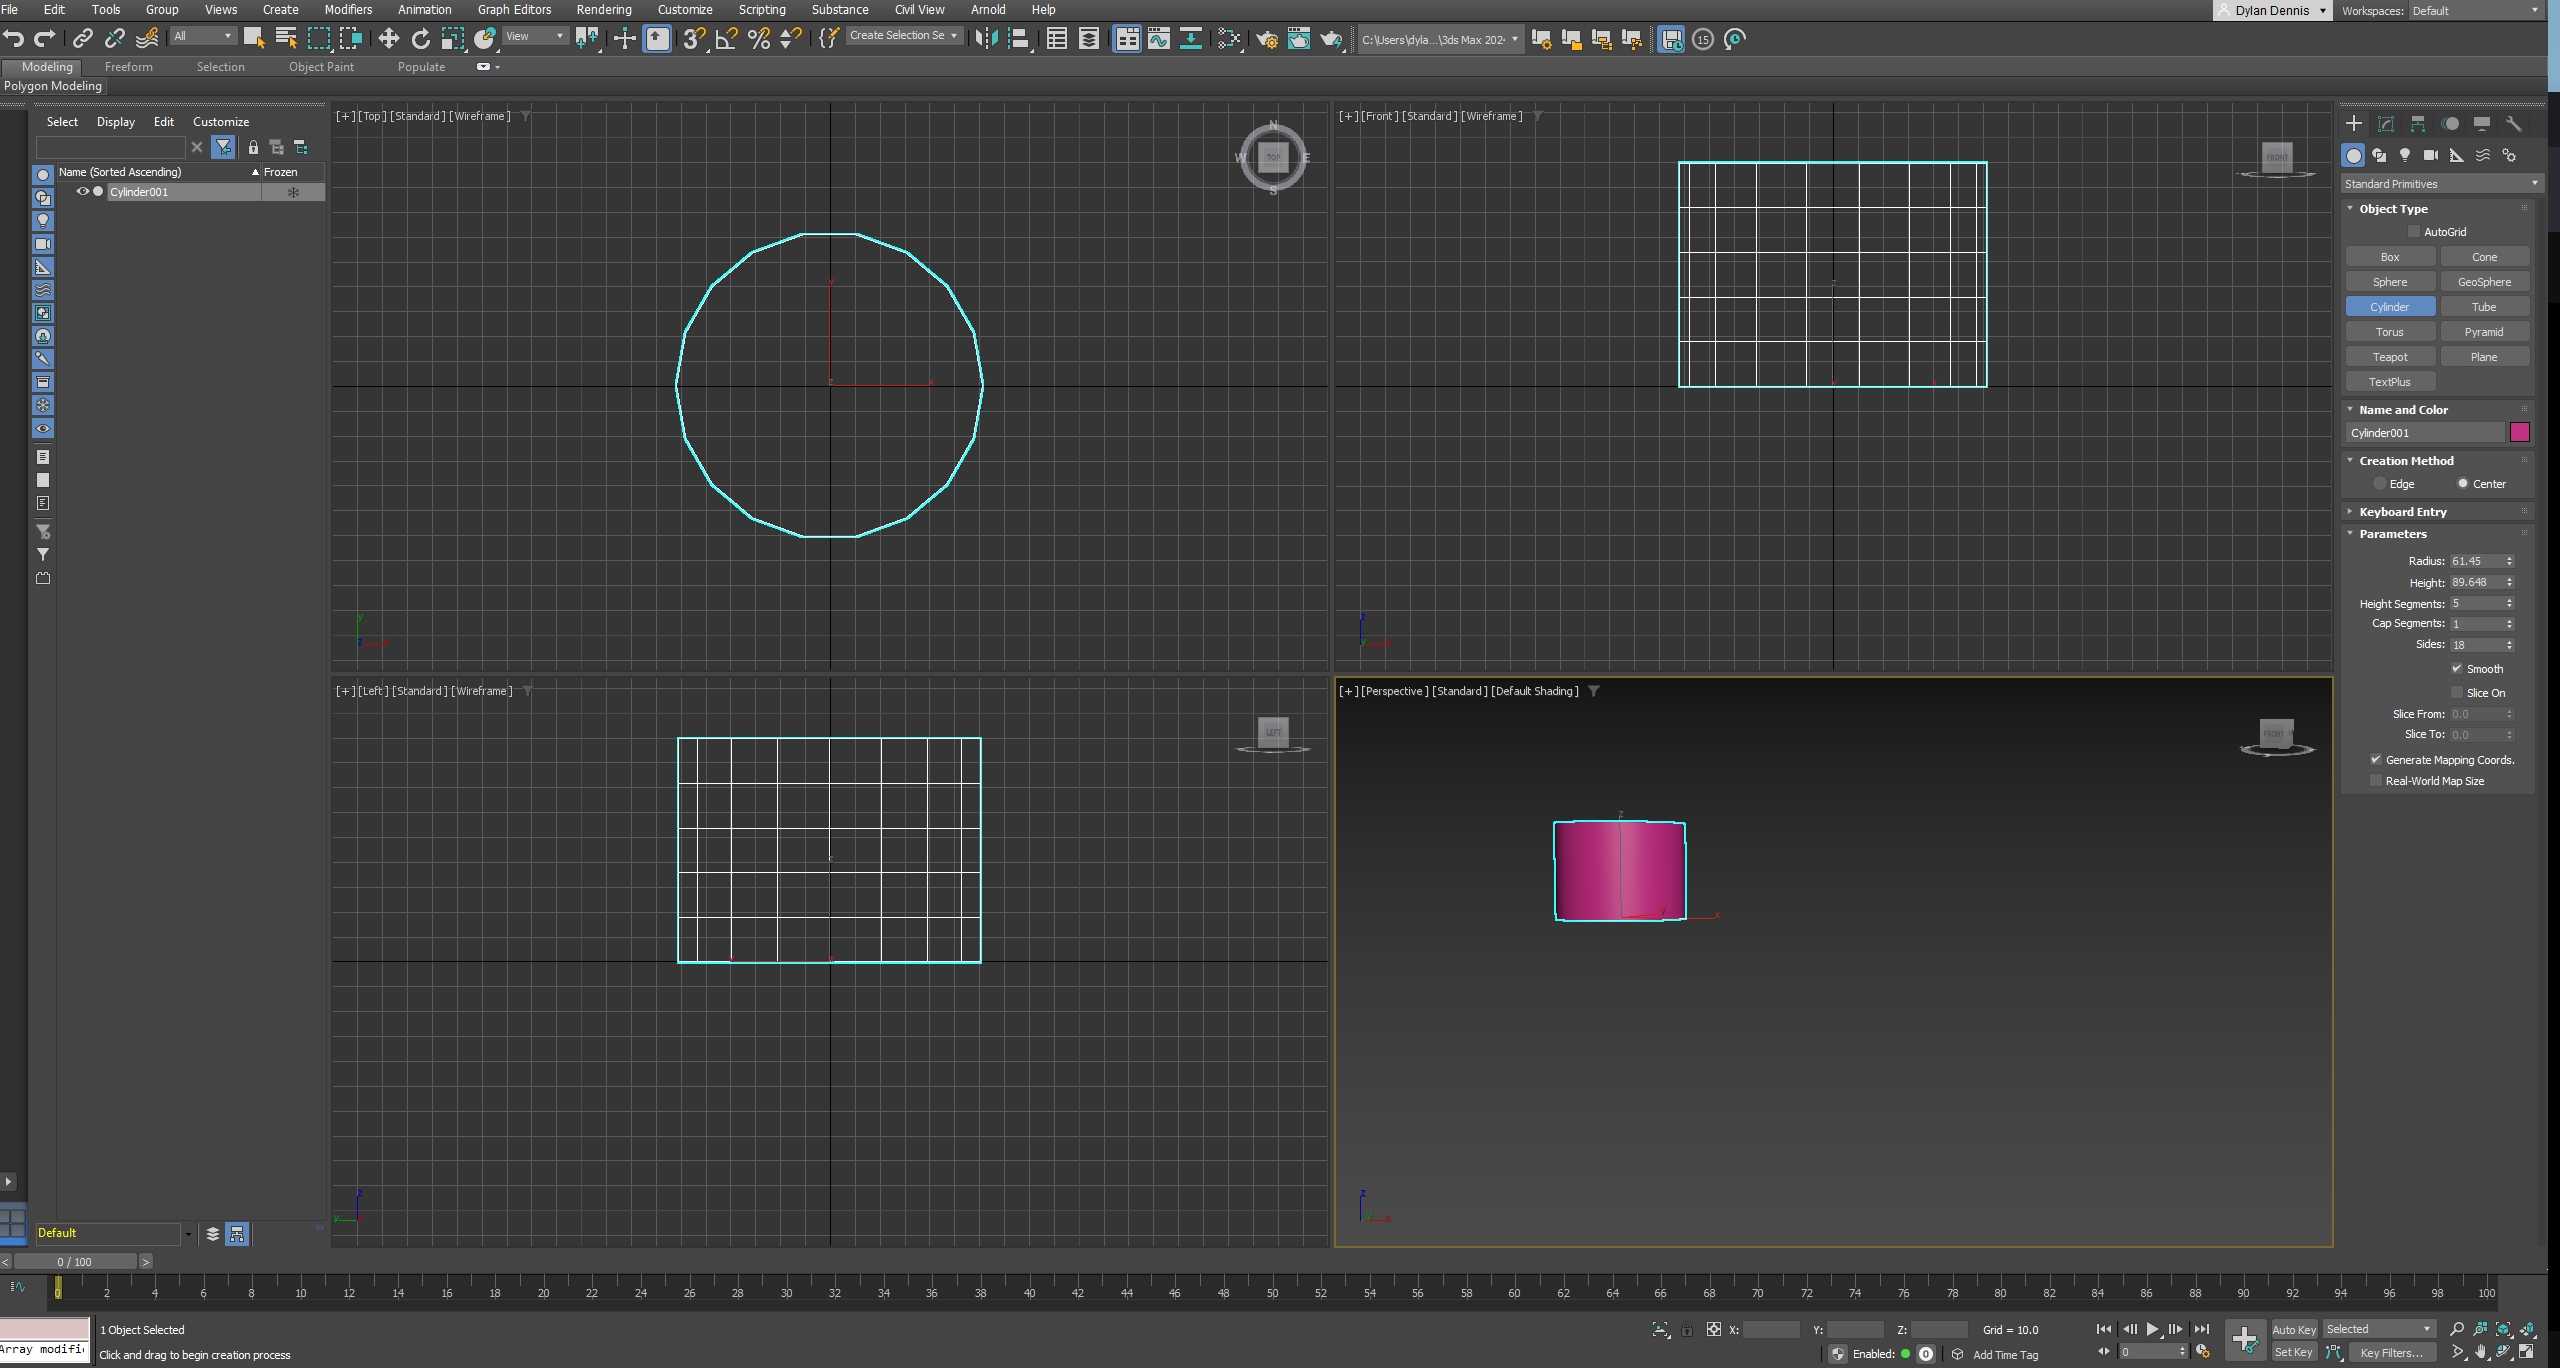 File Edit Tools Group Views Create Modifiers Animation Graph Editors Rendering Customize Scripting Substance Civil View Arnold Help
Dylan Dennis Workspaces: Default
All View Create Selection Se C:\Users\dyla...\3ds Max 202 15
Modeling Freeform Selection Object Paint Populate
Polygon Modeling
Select Display Edit Customize
Name (Sorted Ascending) Frozen
Cylinder001
[+] [Top] [Standard] [Wireframe]
N
W TOP E
S
y
z x
y
z x
[+] [Front] [Standard] [Wireframe]
FRONT
z
z
[+] [Left] [Standard] [Wireframe]
LEFT
z
z
y
[+] [Perspective] [Standard] [Default Shading]
FRONT
z
y x
z
x
Standard Primitives
Object Type
AutoGrid
Box Cone
Sphere GeoSphere
Cylinder Tube
Torus Pyramid
Teapot Plane
TextPlus
Name and Color
Cylinder001
Creation Method
Edge Center
Keyboard Entry
Parameters
Radius: 61.45
Height: 89.648
Height Segments: 5
Cap Segments: 1
Sides: 18
Smooth
Slice On
Slice From: 0.0
Slice To: 0.0
Generate Mapping Coords.
Real-World Map Size
Default
< 0 / 100 >
0 2 4 6 8 10 12 14 16 18 20 22 24 26 28 30 32 34 36 38 40 42 44 46 48 50 52 54 56 58 60 62 64 66 68 70 72 74 76 78 80 82 84 86 88 90 92 94 96 98 100
1 Object Selected X: Y: Z: Grid = 10.0 Auto Key Selected
Array modifi Click and drag to begin creation process Enabled: 0 Add Time Tag 0 Set Key Key Filters...